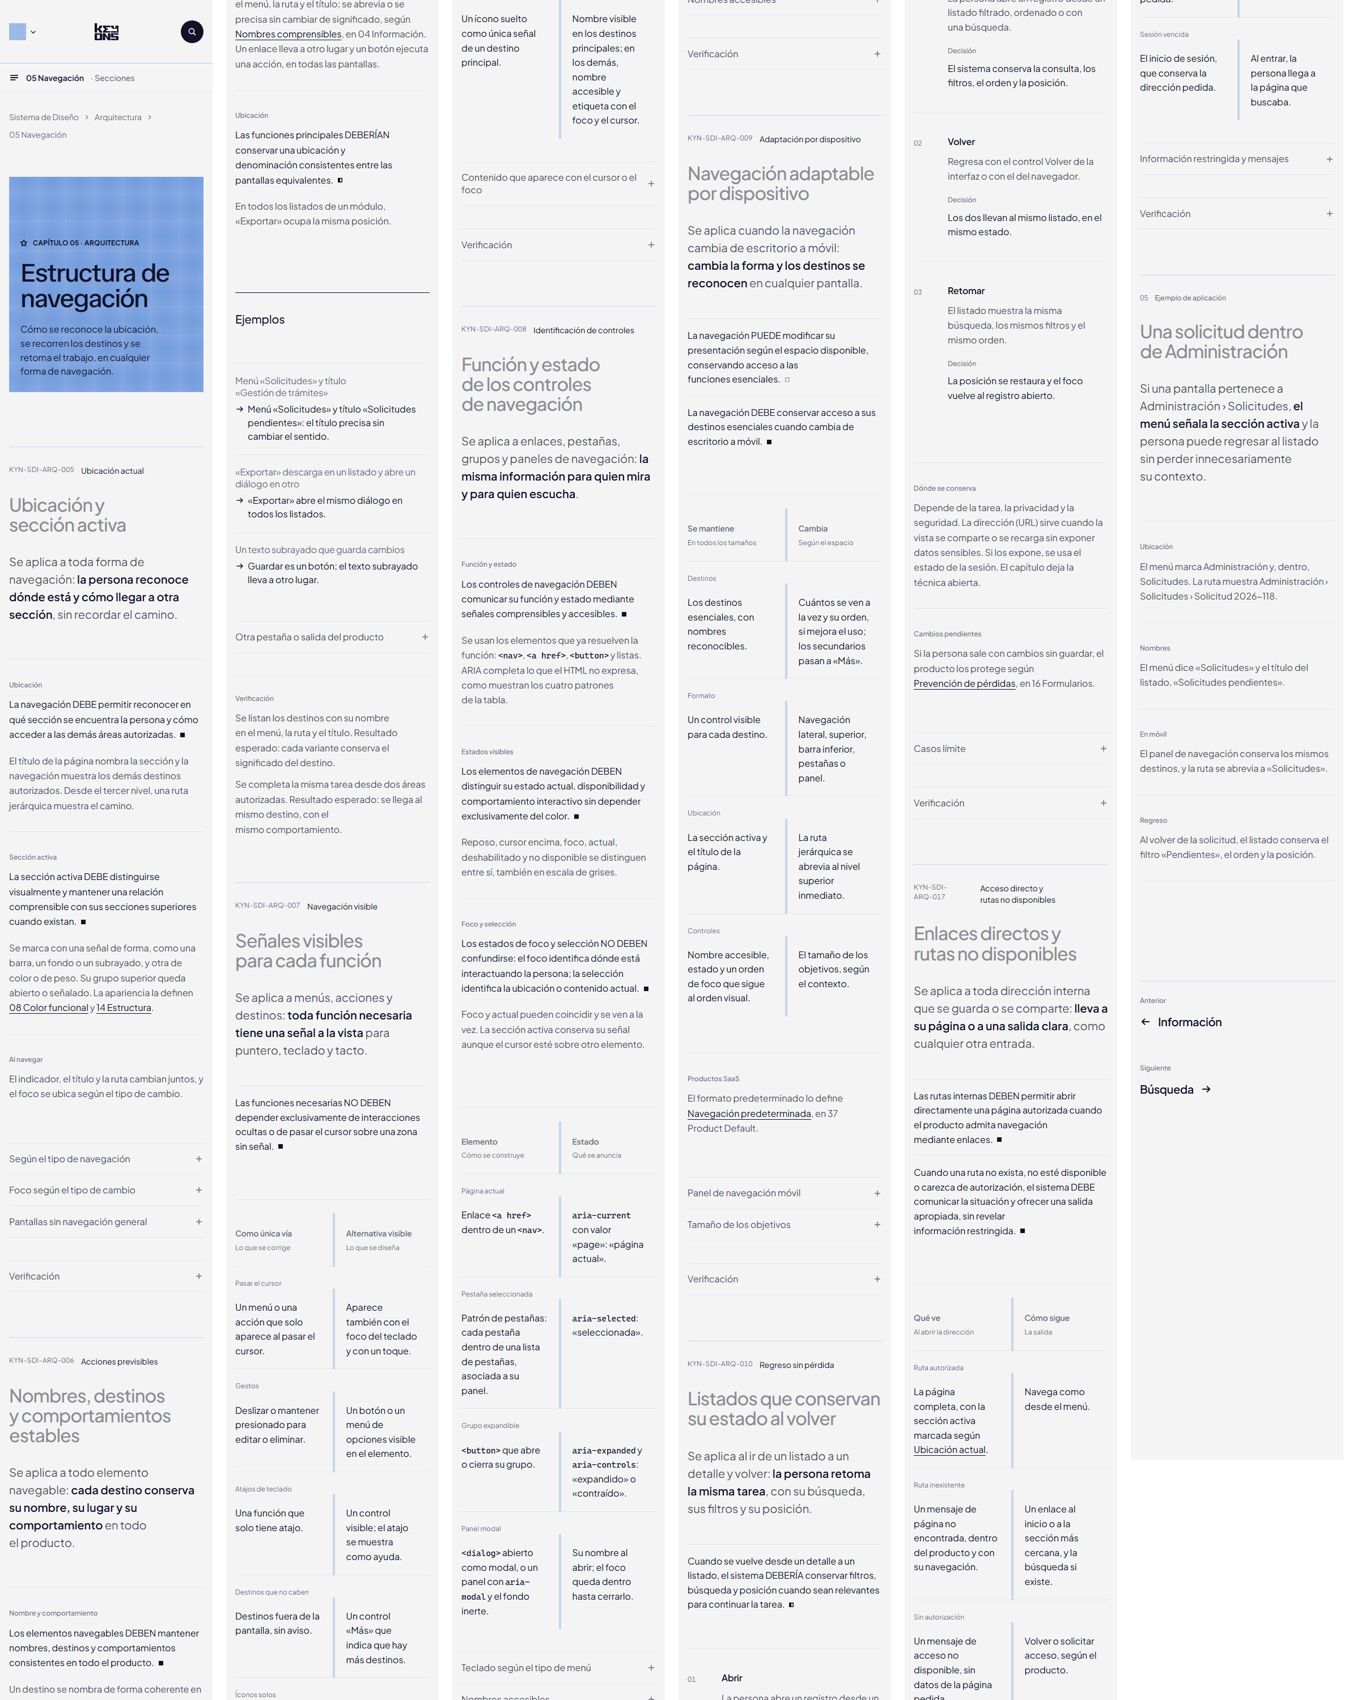 KEY
ONS
05 Navegación · Secciones
Sistema de Diseño > Arquitectura >
05 Navegación
CAPÍTULO 05 · ARQUITECTURA
Estructura de
navegación
Cómo se reconoce la ubicación,
se recorren los destinos y se
retoma el trabajo, en cualquier
forma de navegación.
KYN-SDI-ARQ-005 Ubicación actual
Ubicación y
sección activa
Se aplica a toda forma de
navegación: la persona reconoce
dónde está y cómo llegar a otra
sección, sin recordar el camino.
Ubicación
La navegación DEBE permitir reconocer en
qué sección se encuentra la persona y cómo
acceder a las demás áreas autorizadas.
El título de la página nombra la sección y la
navegación muestra los demás destinos
autorizados. Desde el tercer nivel, una ruta
jerárquica muestra el camino.
Sección activa
La sección activa DEBE distinguirse
visualmente y mantener una relación
comprensible con sus secciones superiores
cuando existan.
Se marca con una señal de forma, como una
barra, un fondo o un subrayado, y otra de
color o de peso. Su grupo superior queda
abierto o señalado. La apariencia la definen
08 Color funcional y 14 Estructura.
Al navegar
El indicador, el título y la ruta cambian juntos, y
el foco se ubica según el tipo de cambio.
Según el tipo de navegación +
Foco según el tipo de cambio +
Pantallas sin navegación general +
Verificación +
KYN-SDI-ARQ-006 Acciones previsibles
Nombres, destinos
y comportamientos
estables
Se aplica a todo elemento
navegable: cada destino conserva
su nombre, su lugar y su
comportamiento en todo
el producto.
Nombre y comportamiento
Los elementos navegables DEBEN mantener
nombres, destinos y comportamientos
consistentes en todo el producto.
Un destino se nombra de forma coherente en
el menú, la ruta y el título; se abrevia o se
precisa sin cambiar de significado, según
Nombres comprensibles, en 04 Información.
Un enlace lleva a otro lugar y un botón ejecuta
una acción, en todas las pantallas.
Ubicación
Las funciones principales DEBERÍAN
conservar una ubicación y
denominación consistentes entre las
pantallas equivalentes.
En todos los listados de un módulo,
«Exportar» ocupa la misma posición.
Ejemplos
Menú «Solicitudes» y título
«Gestión de trámites»
→ Menú «Solicitudes» y título «Solicitudes
pendientes»: el título precisa sin
cambiar el sentido.
«Exportar» descarga en un listado y abre un
diálogo en otro
→ «Exportar» abre el mismo diálogo en
todos los listados.
Un texto subrayado que guarda cambios
→ Guardar es un botón; el texto subrayado
lleva a otro lugar.
Otra pestaña o salida del producto +
Verificación
Se listan los destinos con su nombre
en el menú, la ruta y el título. Resultado
esperado: cada variante conserva el
significado del destino.
Se completa la misma tarea desde dos áreas
autorizadas. Resultado esperado: se llega al
mismo destino, con el
mismo comportamiento.
KYN-SDI-ARQ-007 Navegación visible
Señales visibles
para cada función
Se aplica a menús, acciones y
destinos: toda función necesaria
tiene una señal a la vista para
puntero, teclado y tacto.
Las funciones necesarias NO DEBEN
depender exclusivamente de interacciones
ocultas o de pasar el cursor sobre una zona
sin señal.
Como única vía
Lo que se corrige
Alternativa visible
Lo que se diseña
Pasar el cursor
Un menú o una
acción que solo
aparece al pasar el
cursor.
Aparece
también con el
foco del teclado
y con un toque.
Gestos
Deslizar o mantener
presionado para
editar o eliminar.
Un botón o un
menú de
opciones visible
en el elemento.
Atajos de teclado
Una función que
solo tiene atajo.
Un control
visible; el atajo
se muestra
como ayuda.
Destinos que no caben
Destinos fuera de la
pantalla, sin aviso.
Un control
«Más» que
indica que hay
más destinos.
Íconos solos
Un ícono suelto
como única señal
de un destino
principal.
Nombre visible
en los destinos
principales; en
los demás,
nombre
accesible y
etiqueta con el
foco y el cursor.
Contenido que aparece con el cursor o el
foco +
Verificación +
KYN-SDI-ARQ-008 Identificación de controles
Función y estado
de los controles
de navegación
Se aplica a enlaces, pestañas,
grupos y paneles de navegación: la
misma información para quien mira
y para quien escucha.
Función y estado
Los controles de navegación DEBEN
comunicar su función y estado mediante
señales comprensibles y accesibles.
Se usan los elementos que ya resuelven la
función: <nav>, <a href>, <button> y listas.
ARIA completa lo que el HTML no expresa,
como muestran los cuatro patrones
de la tabla.
Estados visibles
Los elementos de navegación DEBEN
distinguir su estado actual, disponibilidad y
comportamiento interactivo sin depender
exclusivamente del color.
Reposo, cursor encima, foco, actual,
deshabilitado y no disponible se distinguen
entre sí, también en escala de grises.
Foco y selección
Los estados de foco y selección NO DEBEN
confundirse: el foco identifica dónde está
interactuando la persona; la selección
identifica la ubicación o contenido actual.
Foco y actual pueden coincidir y se ven a la
vez. La sección activa conserva su señal
aunque el cursor esté sobre otro elemento.
Elemento
Cómo se construye
Estado
Qué se anuncia
Página actual
Enlace <a href>
dentro de un <nav>.
aria-current
con valor
«page»: «página
actual».
Pestaña seleccionada
Patrón de pestañas:
cada pestaña
dentro de una lista
de pestañas,
asociada a su
panel.
aria-selected:
«seleccionada».
Grupo expandible
<button> que abre
o cierra su grupo.
aria-expanded y
aria-controls:
«expandido» o
«contraído».
Panel modal
<dialog> abierto
como modal, o un
panel con aria-
modal y el fondo
inerte.
Su nombre al
abrir; el foco
queda dentro
hasta cerrarlo.
Teclado según el tipo de menú +
Nombres accesibles +
Verificación +
KYN-SDI-ARQ-009 Adaptación por dispositivo
Navegación adaptable
por dispositivo
Se aplica cuando la navegación
cambia de escritorio a móvil:
cambia la forma y los destinos se
reconocen en cualquier pantalla.
La navegación PUEDE modificar su
presentación según el espacio disponible,
conservando acceso a las
funciones esenciales.
La navegación DEBE conservar acceso a sus
destinos esenciales cuando cambia de
escritorio a móvil.
Se mantiene
En todos los tamaños
Cambia
Según el espacio
Destinos
Los destinos
esenciales, con
nombres
reconocibles.
Cuántos se ven a
la vez y su orden,
si mejora el uso;
los secundarios
pasan a «Más».
Formato
Un control visible
para cada destino.
Navegación
lateral, superior,
barra inferior,
pestañas o
panel.
Ubicación
La sección activa y
el título de la
página.
La ruta
jerárquica se
abrevia al nivel
superior
inmediato.
Controles
Nombre accesible,
estado y un orden
de foco que sigue
al orden visual.
El tamaño de los
objetivos, según
el contexto.
Productos SaaS
El formato predeterminado lo define
Navegación predeterminada, en 37
Product Default.
Panel de navegación móvil +
Tamaño de los objetivos +
Verificación +
KYN-SDI-ARQ-010 Regreso sin pérdida
Listados que conservan
su estado al volver
Se aplica al ir de un listado a un
detalle y volver: la persona retoma
la misma tarea, con su búsqueda,
sus filtros y su posición.
Cuando se vuelve desde un detalle a un
listado, el sistema DEBERÍA conservar filtros,
búsqueda y posición cuando sean relevantes
para continuar la tarea.
01 Abrir
La persona abre un registro desde un
listado filtrado, ordenado o con
una búsqueda.
Decisión
El sistema conserva la consulta, los
filtros, el orden y la posición.
02 Volver
Regresa con el control Volver de la
interfaz o con el del navegador.
Decisión
Los dos llevan al mismo listado, en el
mismo estado.
03 Retomar
El listado muestra la misma
búsqueda, los mismos filtros y el
mismo orden.
Decisión
La posición se restaura y el foco
vuelve al registro abierto.
Dónde se conserva
Depende de la tarea, la privacidad y la
seguridad. La dirección (URL) sirve cuando la
vista se comparte o se recarga sin exponer
datos sensibles. Si los expone, se usa el
estado de la sesión. El capítulo deja la
técnica abierta.
Cambios pendientes
Si la persona sale con cambios sin guardar, el
producto los protege según
Prevención de pérdidas, en 16 Formularios.
Casos límite +
Verificación +
KYN-SDI-
ARQ-017
Acceso directo y
rutas no disponibles
Enlaces directos y
rutas no disponibles
Se aplica a toda dirección interna
que se guarda o se comparte: lleva a
su página o a una salida clara, como
cualquier otra entrada.
Las rutas internas DEBEN permitir abrir
directamente una página autorizada cuando
el producto admita navegación
mediante enlaces.
Cuando una ruta no exista, no esté disponible
o carezca de autorización, el sistema DEBE
comunicar la situación y ofrecer una salida
apropiada, sin revelar
información restringida.
Qué ve
Al abrir la dirección
Cómo sigue
La salida
Ruta autorizada
La página
completa, con la
sección activa
marcada según
Ubicación actual.
Navega como
desde el menú.
Ruta inexistente
Un mensaje de
página no
encontrada, dentro
del producto y con
su navegación.
Un enlace al
inicio o a la
sección más
cercana, y la
búsqueda si
existe.
Sin autorización
Un mensaje de
acceso no
disponible, sin
datos de la página
pedida.
Volver o solicitar
acceso, según el
producto.
Sesión vencida
El inicio de sesión,
que conserva la
dirección pedida.
Al entrar, la
persona llega a
la página que
buscaba.
Información restringida y mensajes +
Verificación +
05 Ejemplo de aplicación
Una solicitud dentro
de Administración
Si una pantalla pertenece a
Administración › Solicitudes, el
menú señala la sección activa y la
persona puede regresar al listado
sin perder innecesariamente
su contexto.
Ubicación
El menú marca Administración y, dentro,
Solicitudes. La ruta muestra Administración ›
Solicitudes › Solicitud 2026-118.
Nombres
El menú dice «Solicitudes» y el título del
listado, «Solicitudes pendientes».
En móvil
El panel de navegación conserva los mismos
destinos, y la ruta se abrevia a «Solicitudes».
Regreso
Al volver de la solicitud, el listado conserva el
filtro «Pendientes», el orden y la posición.
Anterior
← Información
Siguiente
Búsqueda →